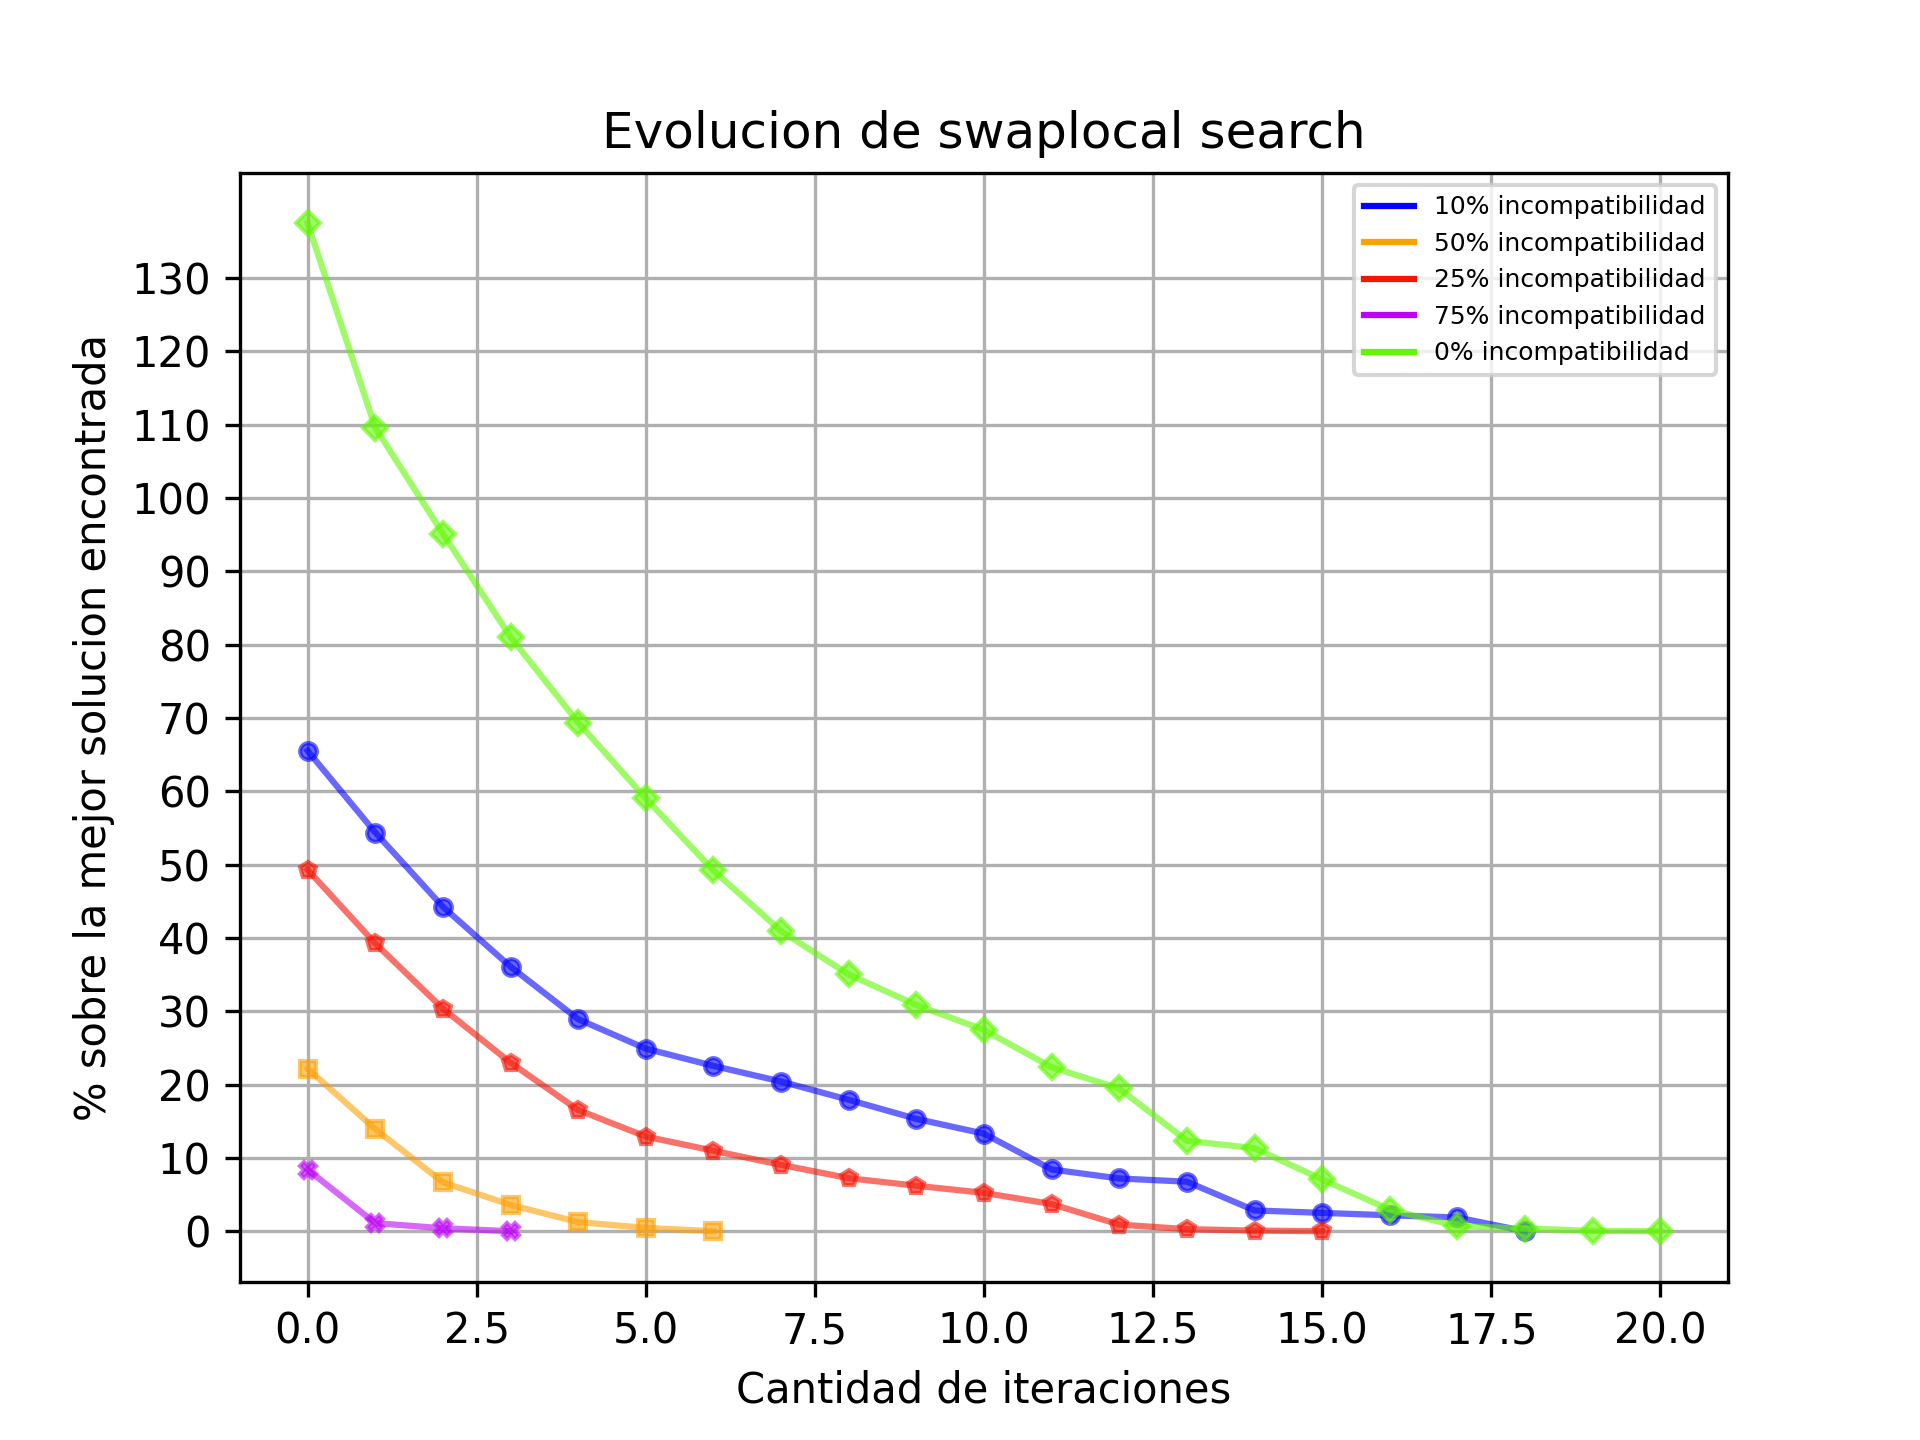 Evolucion de swaplocal search
10% incompatibilidad
50% incompatibilidad
25% incompatibilidad
75% incompatibilidad
0% incompatibilidad
% sobre la mejor solucion encontrada
130
120
110
100
90
80
70
60
50
40
30
20
10
0
0.0 2.5 5.0 7.5 10.0 12.5 15.0 17.5 20.0
Cantidad de iteraciones